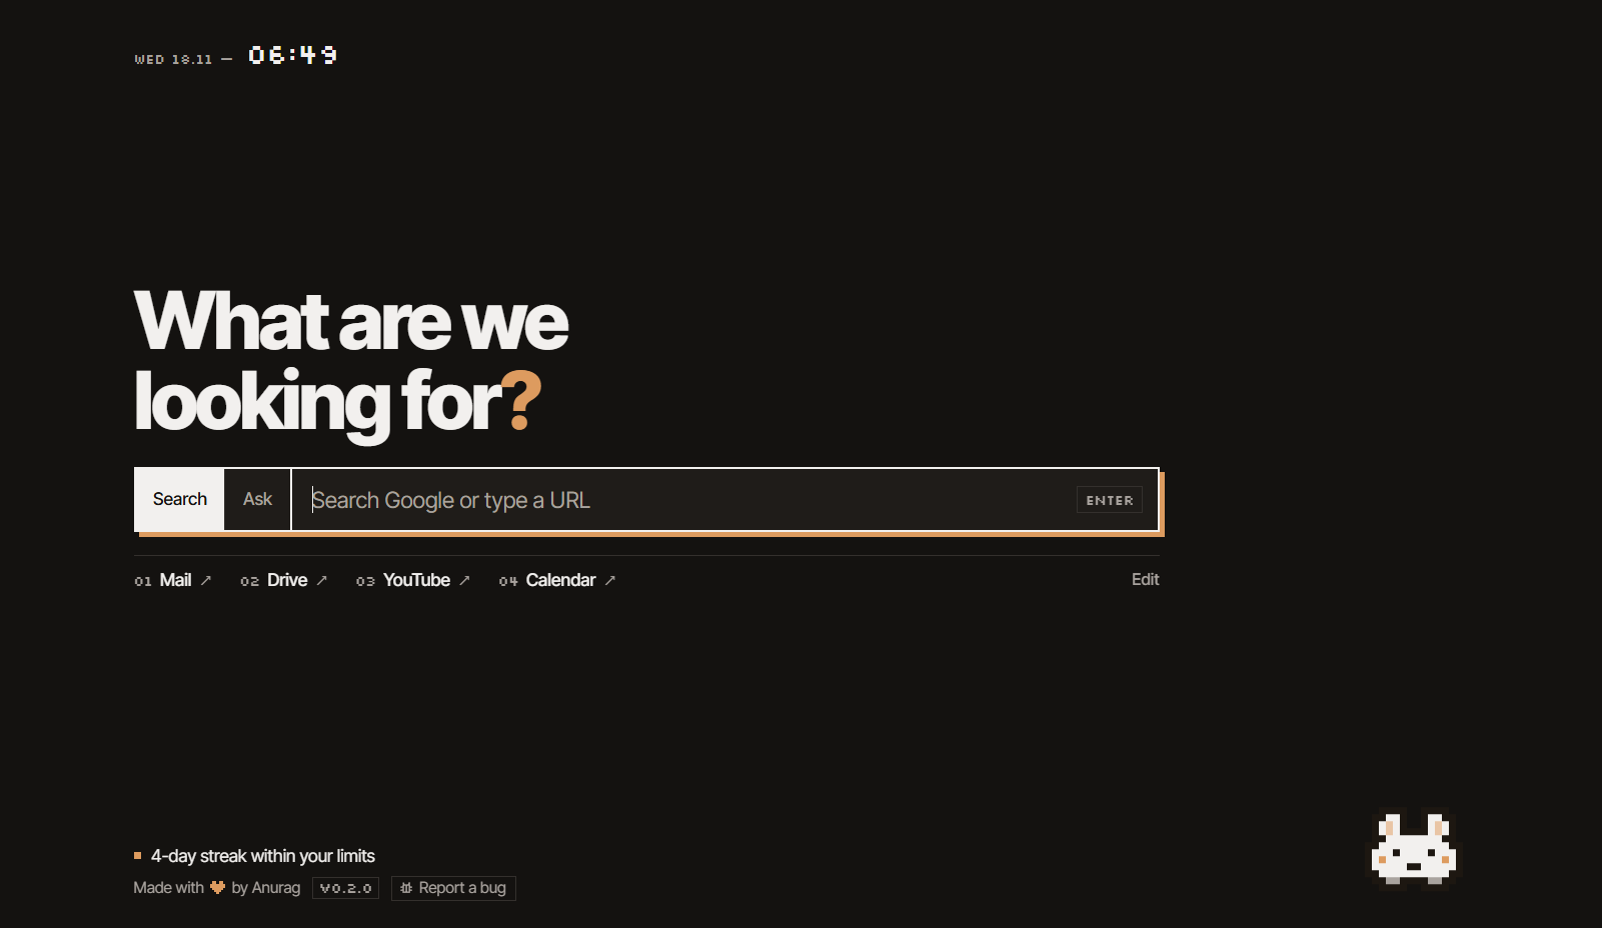 WED 18.11 — 06:49
What are we
looking for?
Search Ask Search Google or type a URL ENTER
01 Mail ↗ 02 Drive ↗ 03 YouTube ↗ 04 Calendar ↗ Edit
4-day streak within your limits
Made with by Anurag V0.2.0 Report a bug